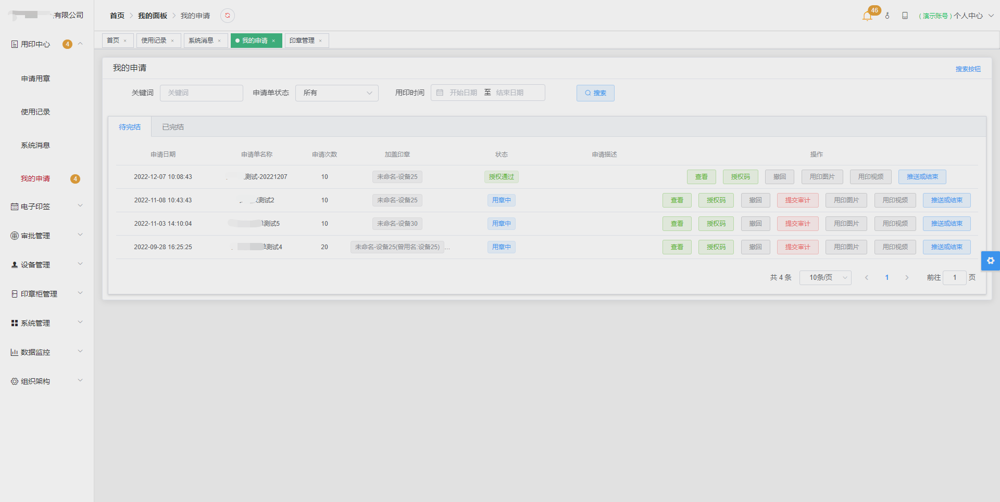 有限公司
首页 我的面板 我的申请
46
(演示账号) 个人中心
首页 × 使用记录 × 系统消息 × 我的申请 × 印章管理 ×
用印中心 4
申请用章
使用记录
系统消息
我的申请 4
电子印签
审批管理
设备管理
印章柜管理
系统管理
数据监控
组织架构
我的申请
搜索按钮
关键词 关键词 申请单状态 所有 用印时间 开始日期 至 结束日期 搜索
待完结 已完结
申请日期 申请单名称 申请次数 加盖印章 状态 申请描述 操作
2022-12-07 10:08:43 测试-20221207 10 未命名-设备25 授权通过 查看 授权码 撤回 用印图片 用印视频 推送或结束
2022-11-08 10:43:43 测试2 10 未命名-设备25 用章中 查看 授权码 撤回 提交审计 用印图片 用印视频 推送或结束
2022-11-03 14:10:04 测试5 10 未命名-设备30 用章中 查看 授权码 撤回 提交审计 用印图片 用印视频 推送或结束
2022-09-28 16:25:25 测试4 20 未命名-设备25(曾用名:设备25) ... 用章中 查看 授权码 撤回 提交审计 用印图片 用印视频 推送或结束
共 4 条 10条/页 1 前往 1 页